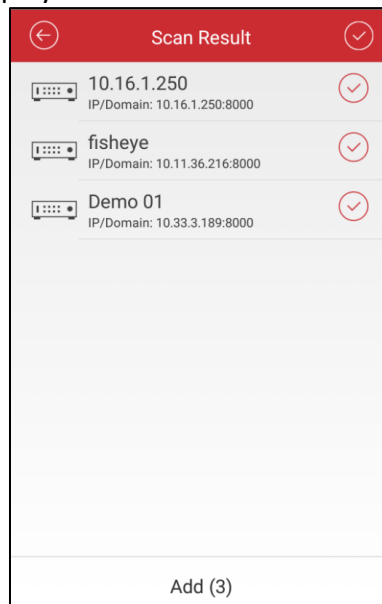 Scan Result
10.16.1.250
IP/Domain: 10.16.1.250:8000
fisheye
IP/Domain: 10.11.36.216:8000
Demo 01
IP/Domain: 10.33.3.189:8000
Add (3)